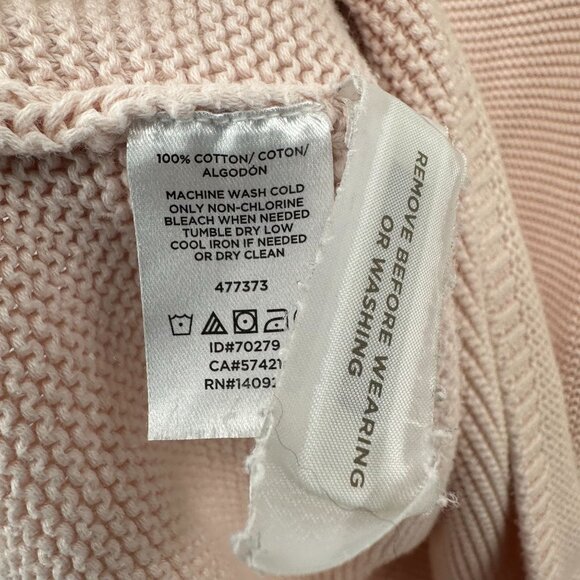 100% COTTON/ COTON/
ALGODÓN
MACHINE WASH COLD
ONLY NON-CHLORINE
BLEACH WHEN NEEDED
TUMBLE DRY LOW
COOL IRON IF NEEDED
OR DRY CLEAN
477373
ID#70279
CA#57421
RN#14092
REMOVE BEFORE WEARING
OR WASHING